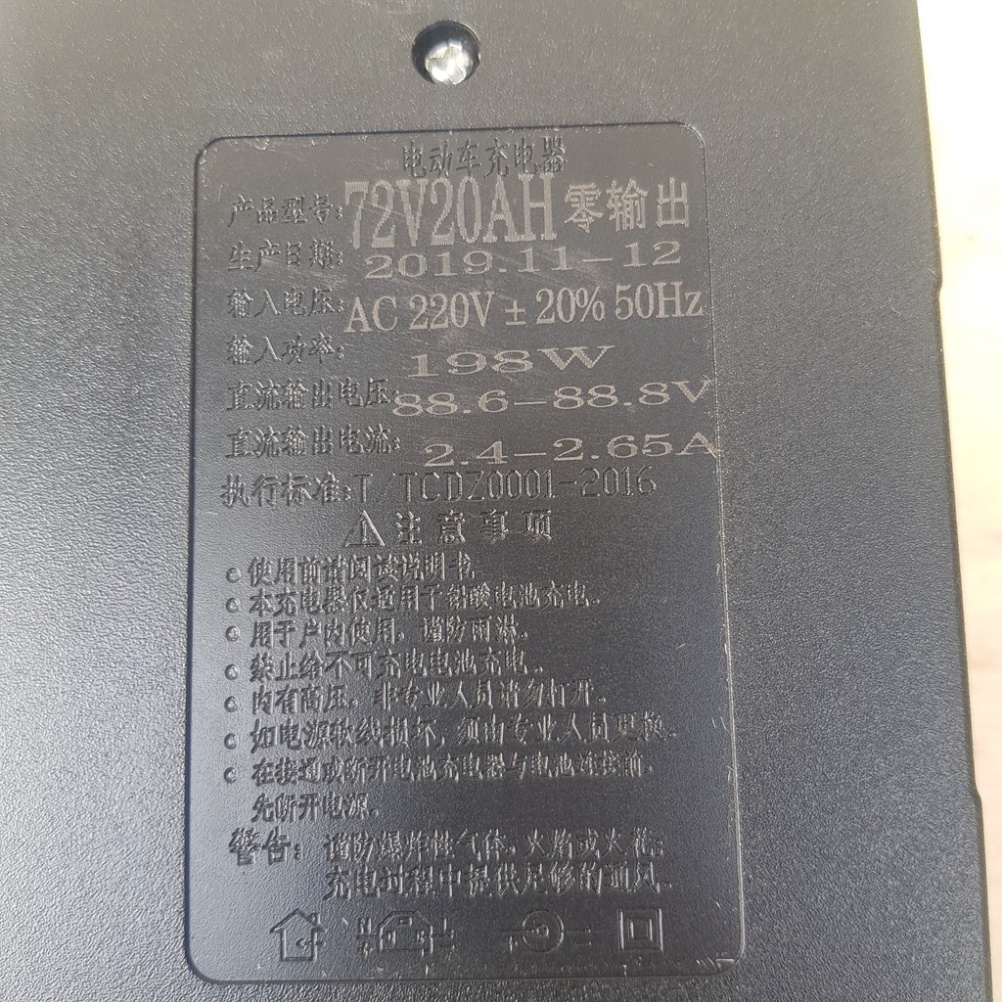 电动车充电器
产品型号:72V20AH零输出
生产日期:2019.11-12
输入电压:AC 220V ± 20% 50Hz
输入功率:198W
直流输出电压:88.6-88.8V
直流输出电流:2.4-2.65A
执行标准:T/TCDZ0001-2016
注意事项
使用前请阅读说明书
本充电器仅适用于铅酸电池充电。
用于户内使用，谨防雨淋。
禁止给不可充电电池充电。
内有高压，非专业人员请勿打开。
如电源软线损坏，须由专业人员更换。
在接通或断开电池充电器与电池连接前，
先断开电源。
警告：谨防爆炸性气体，火焰或火花；
充电过程中提供足够的通风。